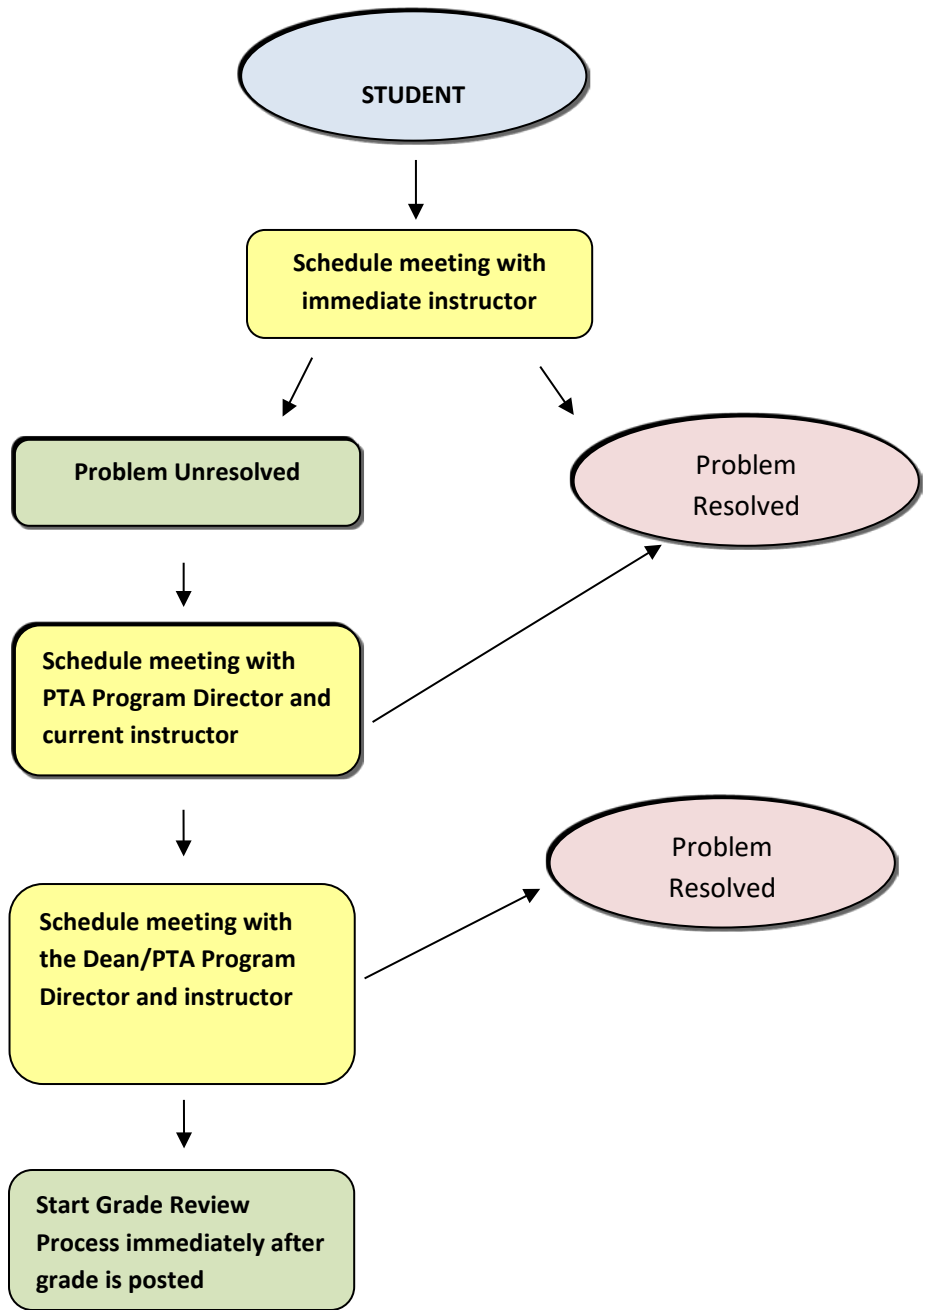 STUDENT
Schedule meeting with
immediate instructor
Problem Unresolved
Problem
Resolved
Schedule meeting with
PTA Program Director and
current instructor
Problem
Resolved
Schedule meeting with
the Dean/PTA Program
Director and instructor
Start Grade Review
Process immediately after
grade is posted